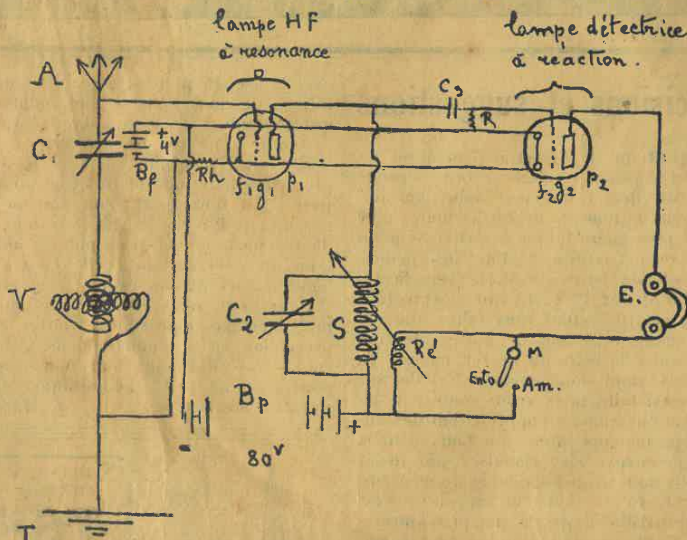 lampe HF
à resonance
lampe détectrice
à réaction.
A
C1
+
4v
Bf
Rh
f1 g1 p1
C3
R
f2 g2 p2
V
C2
S
Ré
E.
M
Am.
Bp
+
-
80v
T